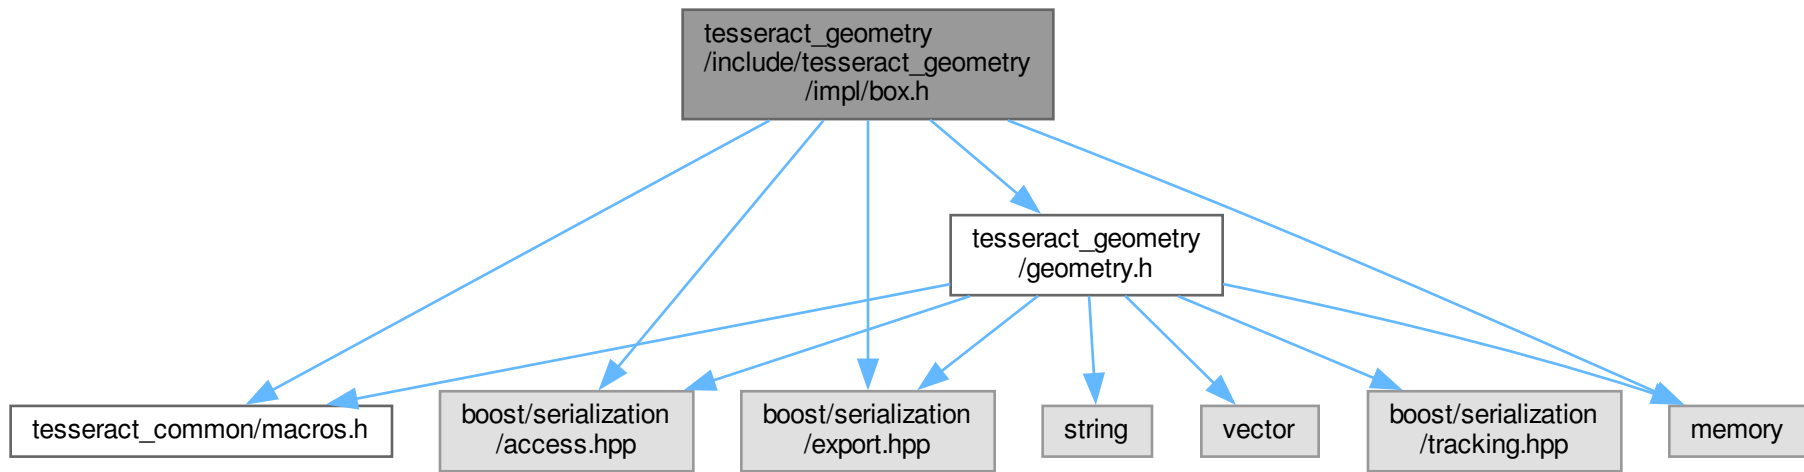 tesseract_geometry
/include/tesseract_geometry
/impl/box.h
tesseract_geometry
/geometry.h
tesseract_common/macros.h
boost/serialization
/access.hpp
boost/serialization
/export.hpp
string
vector
boost/serialization
/tracking.hpp
memory